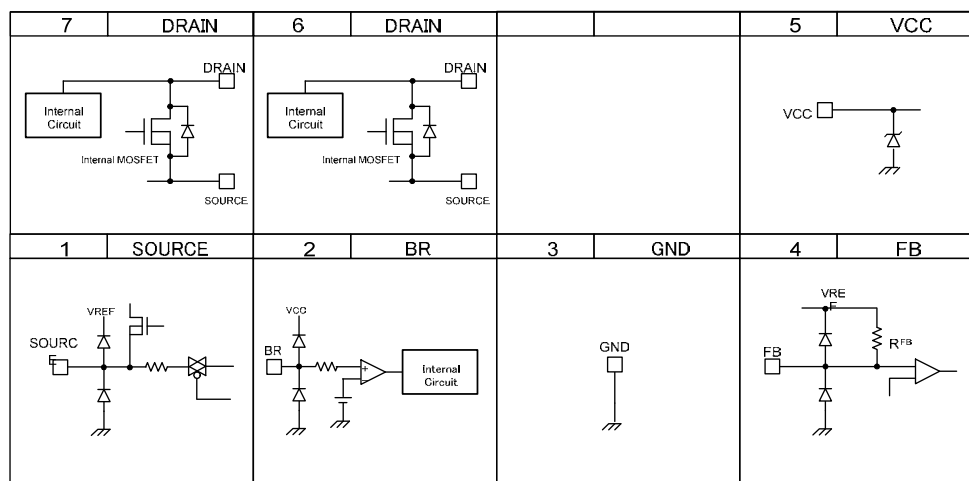 7 DRAIN 6 DRAIN 5 VCC
DRAIN
Internal
Circuit
Internal MOSFET
SOURCE
DRAIN
Internal
Circuit
Internal MOSFET
SOURCE
VCC
1 SOURCE 2 BR 3 GND 4 FB
VREF
SOURC
E
VCC
BR
+
−
Internal
Circuit
GND
VRE
F
RFB
FB